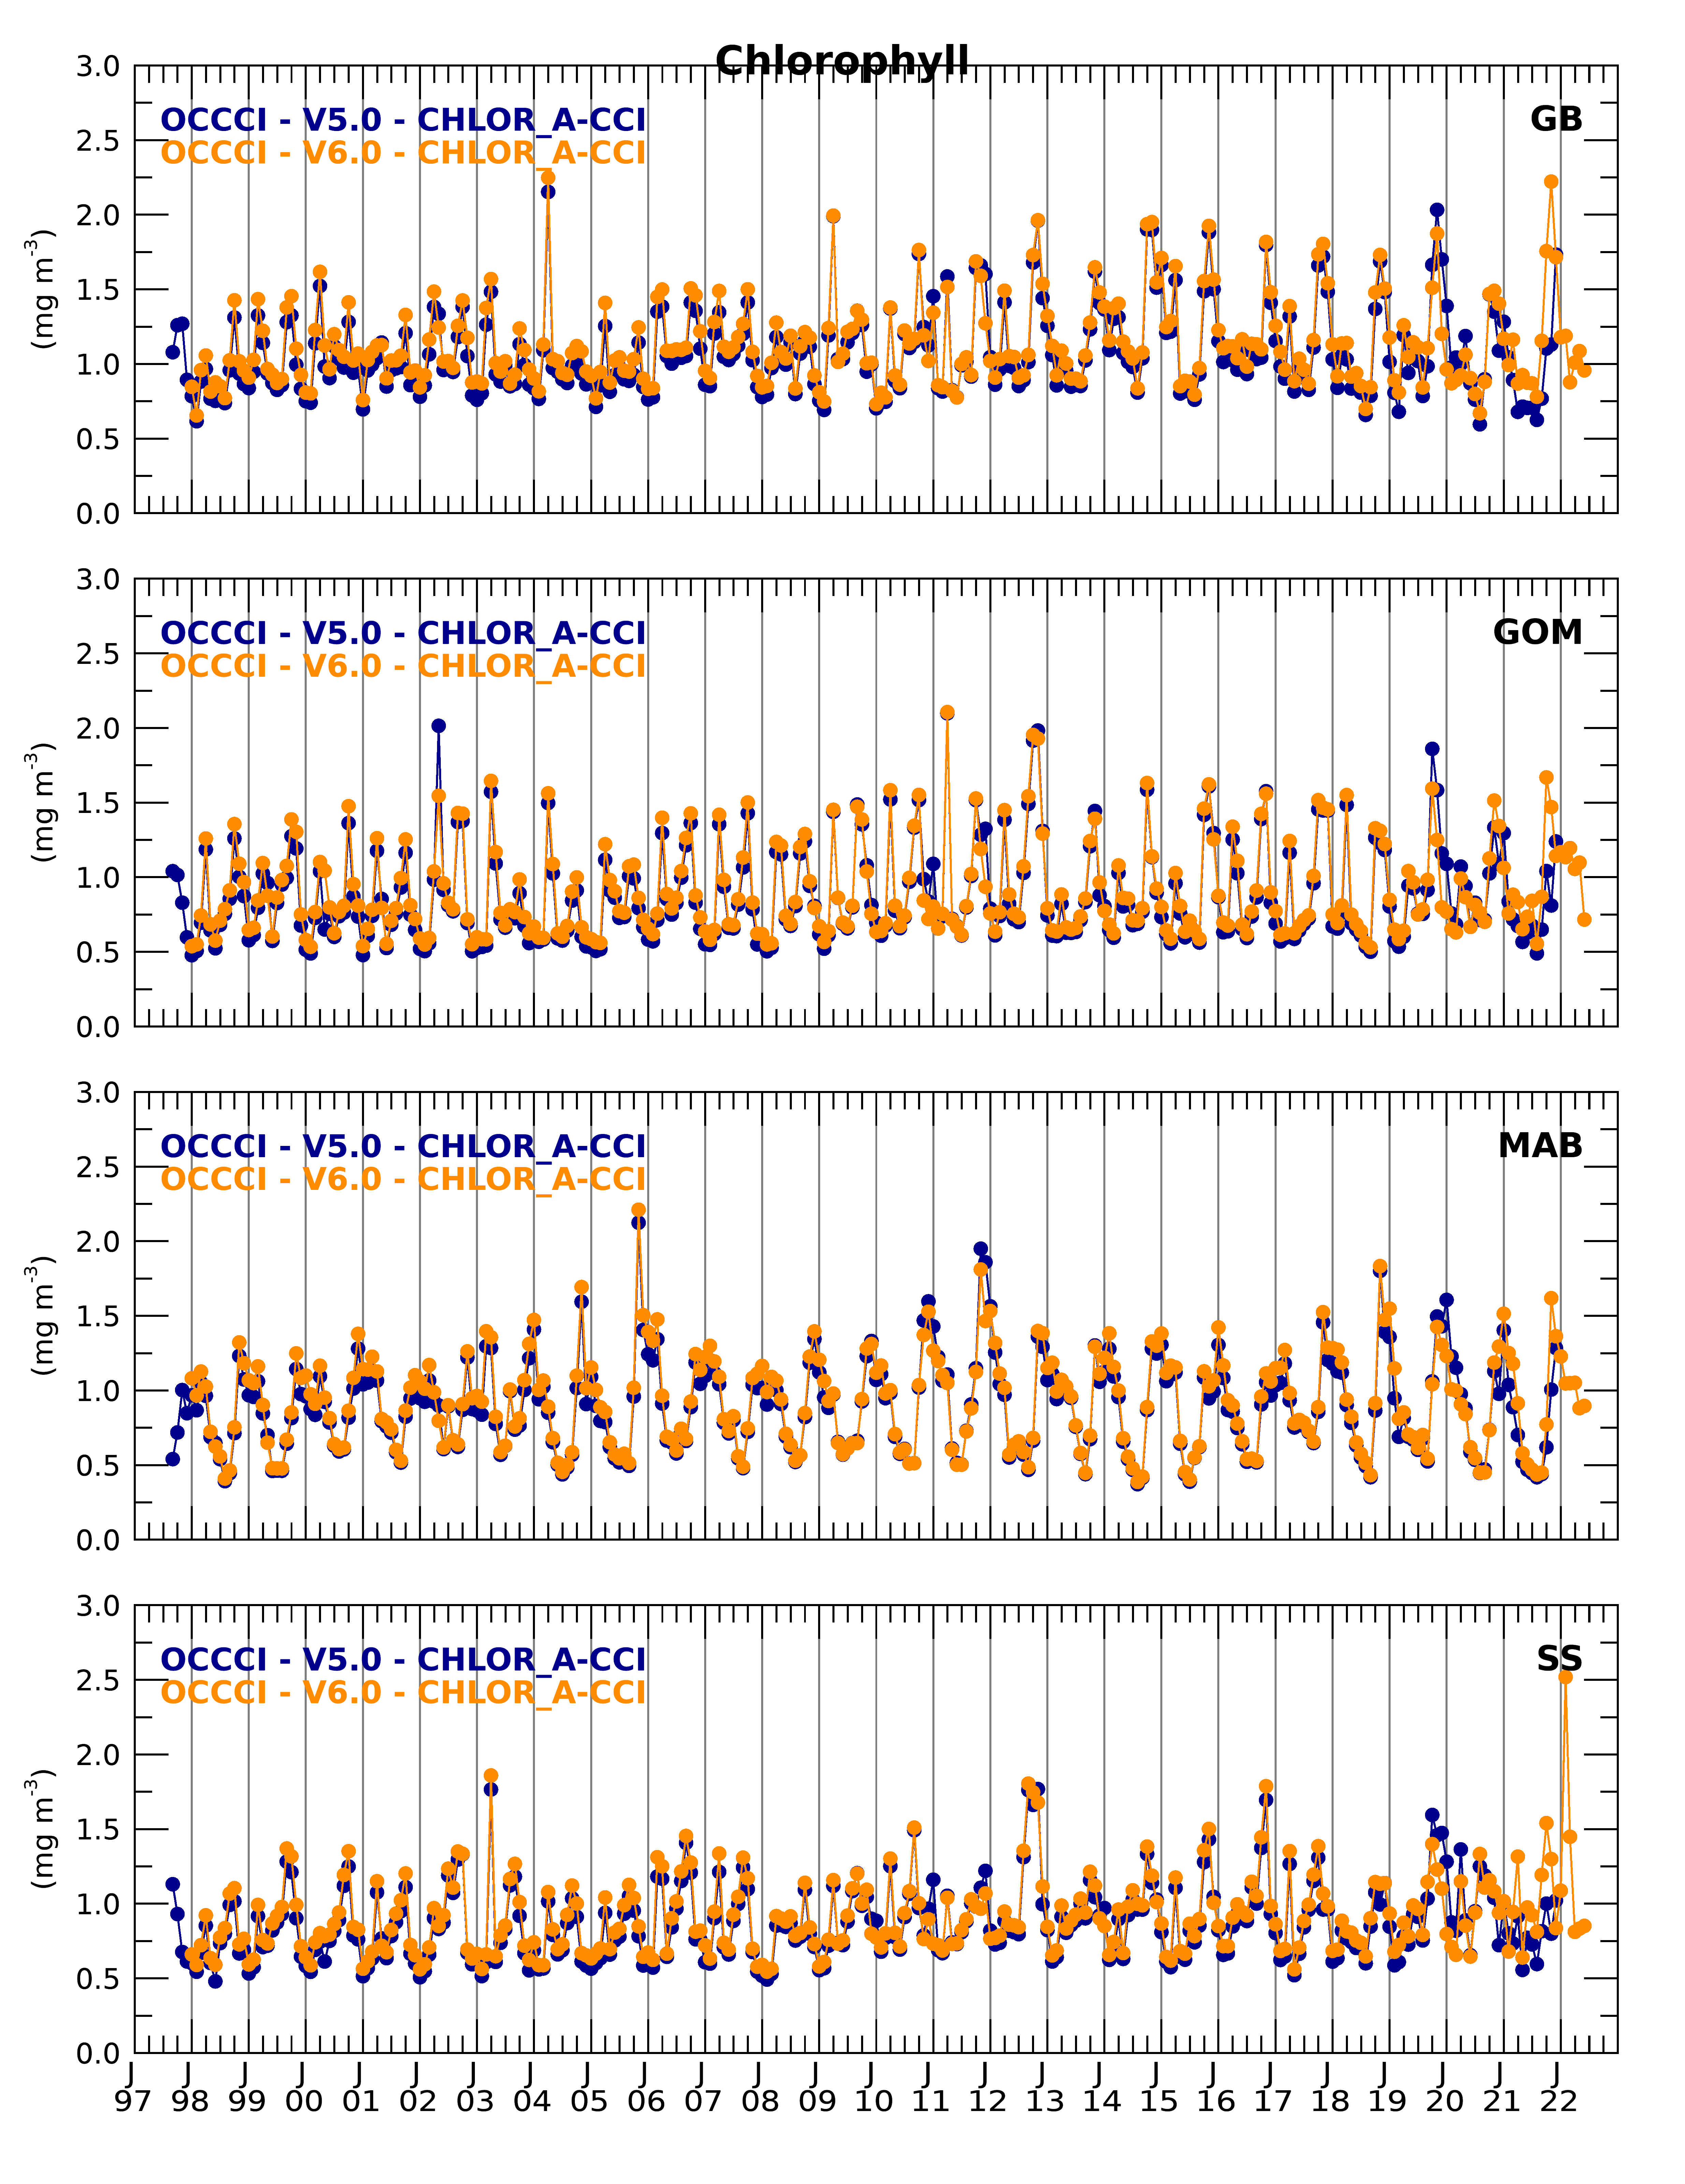 Chlorophyll
3.0
OCCCI - V5.0 - CHLOR_A-CCI
GB
2.5
OCCCI - V6.0 - CHLOR_A-CCI
2.0
(mg m-3)
1.5
1.0
0.5
0.0
3.0
OCCCI - V5.0 - CHLOR_A-CCI
GOM
2.5
OCCCI - V6.0 - CHLOR_A-CCI
2.0
(mg m-3)
1.5
1.0
0.5
0.0
3.0
OCCCI - V5.0 - CHLOR_A-CCI
MAB
2.5
OCCCI - V6.0 - CHLOR_A-CCI
2.0
(mg m-3)
1.5
1.0
0.5
0.0
3.0
OCCCI - V5.0 - CHLOR_A-CCI
SS
2.5
OCCCI - V6.0 - CHLOR_A-CCI
2.0
(mg m-3)
1.5
1.0
0.5
0.0
J J J J J J J J J J J J J J J J J J J J J J J J J J
97 98 99 00 01 02 03 04 05 06 07 08 09 10 11 12 13 14 15 16 17 18 19 20 21 22